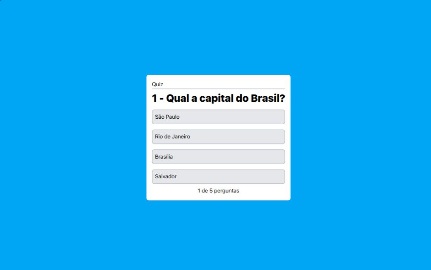 Quiz
1 - Qual a capital do Brasil?
São Paulo
Rio de Janeiro
Brasília
Salvador
1 de 5 perguntas